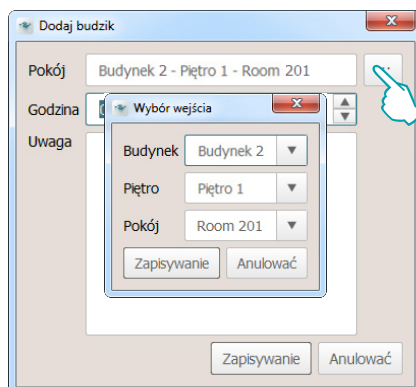 Dodaj budzik
Pokój Budynek 2 - Piętro 1 - Room 201
Godzina
Wybór wejścia
Uwaga
Budynek Budynek 2
Piętro Piętro 1
Pokój Room 201
Zapisywanie Anulować
Zapisywanie Anulować